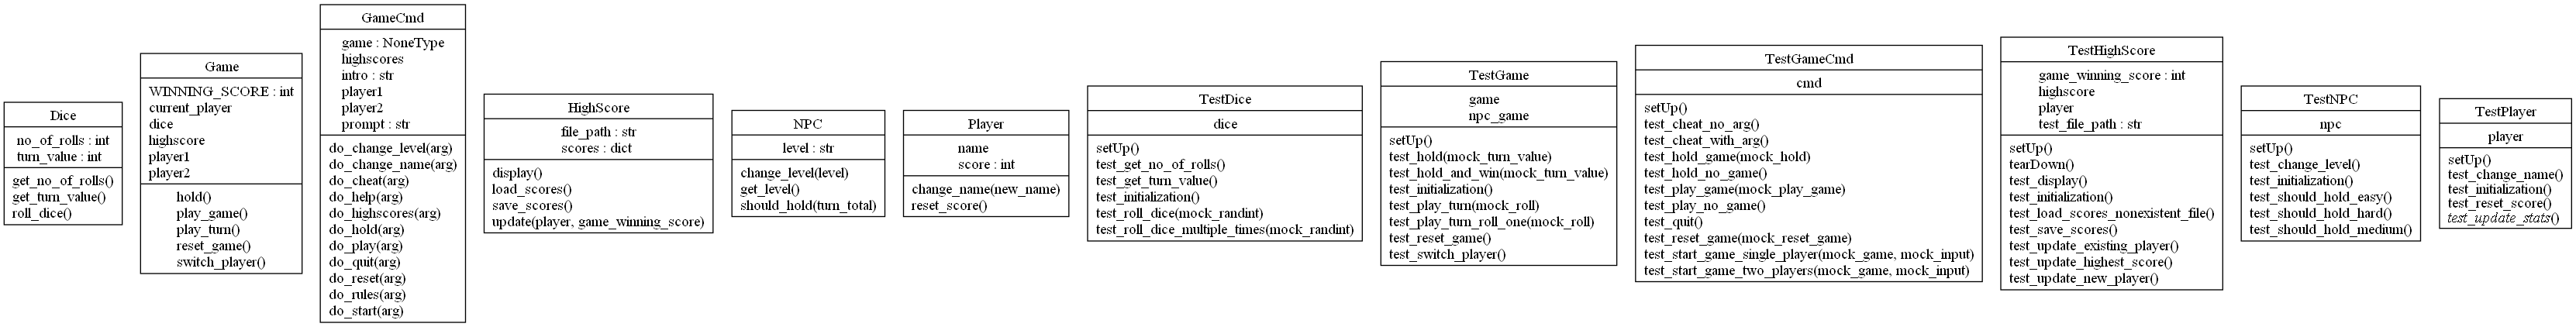 Dice
no_of_rolls : int
turn_value : int
get_no_of_rolls()
get_turn_value()
roll_dice()
Game
WINNING_SCORE : int
current_player
dice
highscore
player1
player2
hold()
play_game()
play_turn()
reset_game()
switch_player()
GameCmd
game : NoneType
highscores
intro : str
player1
player2
prompt : str
do_change_level(arg)
do_change_name(arg)
do_cheat(arg)
do_help(arg)
do_highscores(arg)
do_hold(arg)
do_play(arg)
do_quit(arg)
do_reset(arg)
do_rules(arg)
do_start(arg)
HighScore
file_path : str
scores : dict
display()
load_scores()
save_scores()
update(player, game_winning_score)
NPC
level : str
change_level(level)
get_level()
should_hold(turn_total)
Player
name
score : int
change_name(new_name)
reset_score()
TestDice
dice
setUp()
test_get_no_of_rolls()
test_get_turn_value()
test_initialization()
test_roll_dice(mock_randint)
test_roll_dice_multiple_times(mock_randint)
TestGame
game
npc_game
setUp()
test_hold(mock_turn_value)
test_hold_and_win(mock_turn_value)
test_initialization()
test_play_turn(mock_roll)
test_play_turn_roll_one(mock_roll)
test_reset_game()
test_switch_player()
TestGameCmd
cmd
setUp()
test_cheat_no_arg()
test_cheat_with_arg()
test_hold_game(mock_hold)
test_hold_no_game()
test_play_game(mock_play_game)
test_play_no_game()
test_quit()
test_reset_game(mock_reset_game)
test_start_game_single_player(mock_game, mock_input)
test_start_game_two_players(mock_game, mock_input)
TestHighScore
game_winning_score : int
highscore
player
test_file_path : str
setUp()
tearDown()
test_display()
test_initialization()
test_load_scores_nonexistent_file()
test_save_scores()
test_update_existing_player()
test_update_highest_score()
test_update_new_player()
TestNPC
npc
setUp()
test_change_level()
test_initialization()
test_should_hold_easy()
test_should_hold_hard()
test_should_hold_medium()
TestPlayer
player
setUp()
test_change_name()
test_initialization()
test_reset_score()
test_update_stats()